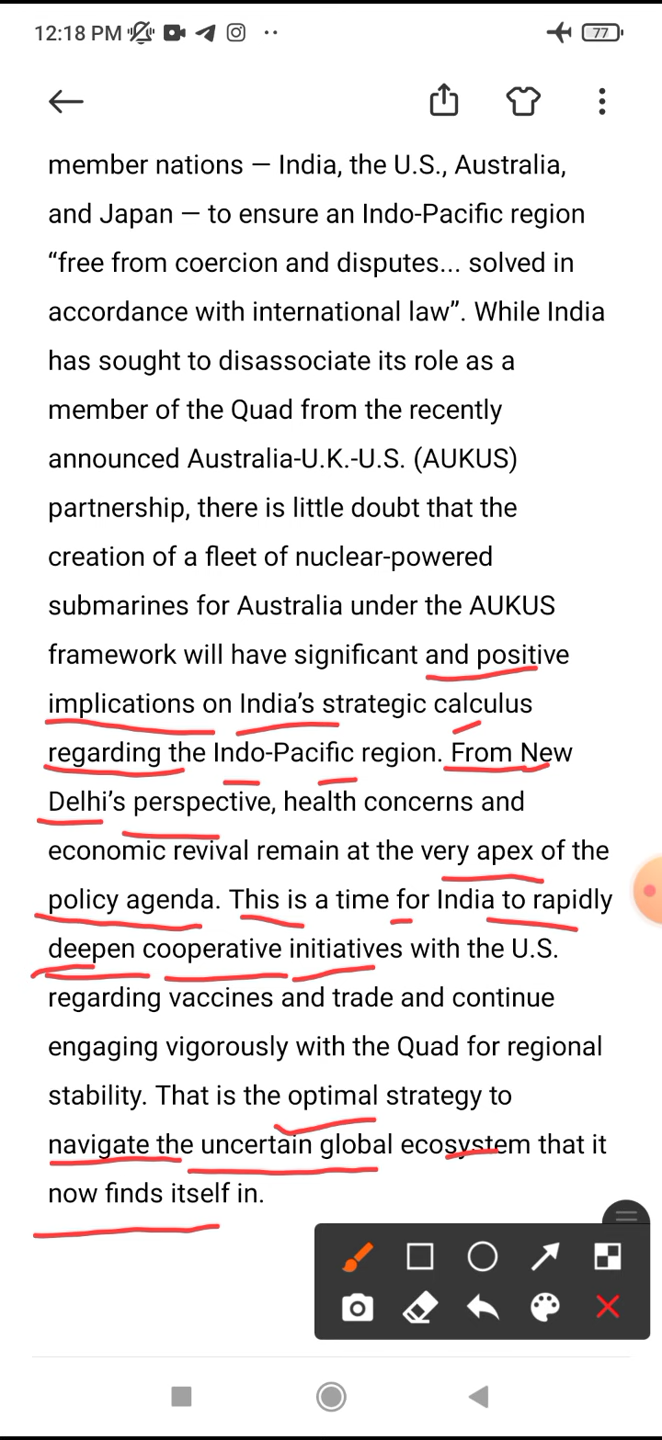 12:18 PM
77
member nations — India, the U.S., Australia,
and Japan — to ensure an Indo-Pacific region
“free from coercion and disputes... solved in
accordance with international law”. While India
has sought to disassociate its role as a
member of the Quad from the recently
announced Australia-U.K.-U.S. (AUKUS)
partnership, there is little doubt that the
creation of a fleet of nuclear-powered
submarines for Australia under the AUKUS
framework will have significant and positive
implications on India’s strategic calculus
regarding the Indo-Pacific region. From New
Delhi’s perspective, health concerns and
economic revival remain at the very apex of the
policy agenda. This is a time for India to rapidly
deepen cooperative initiatives with the U.S.
regarding vaccines and trade and continue
engaging vigorously with the Quad for regional
stability. That is the optimal strategy to
navigate the uncertain global ecosystem that it
now finds itself in.